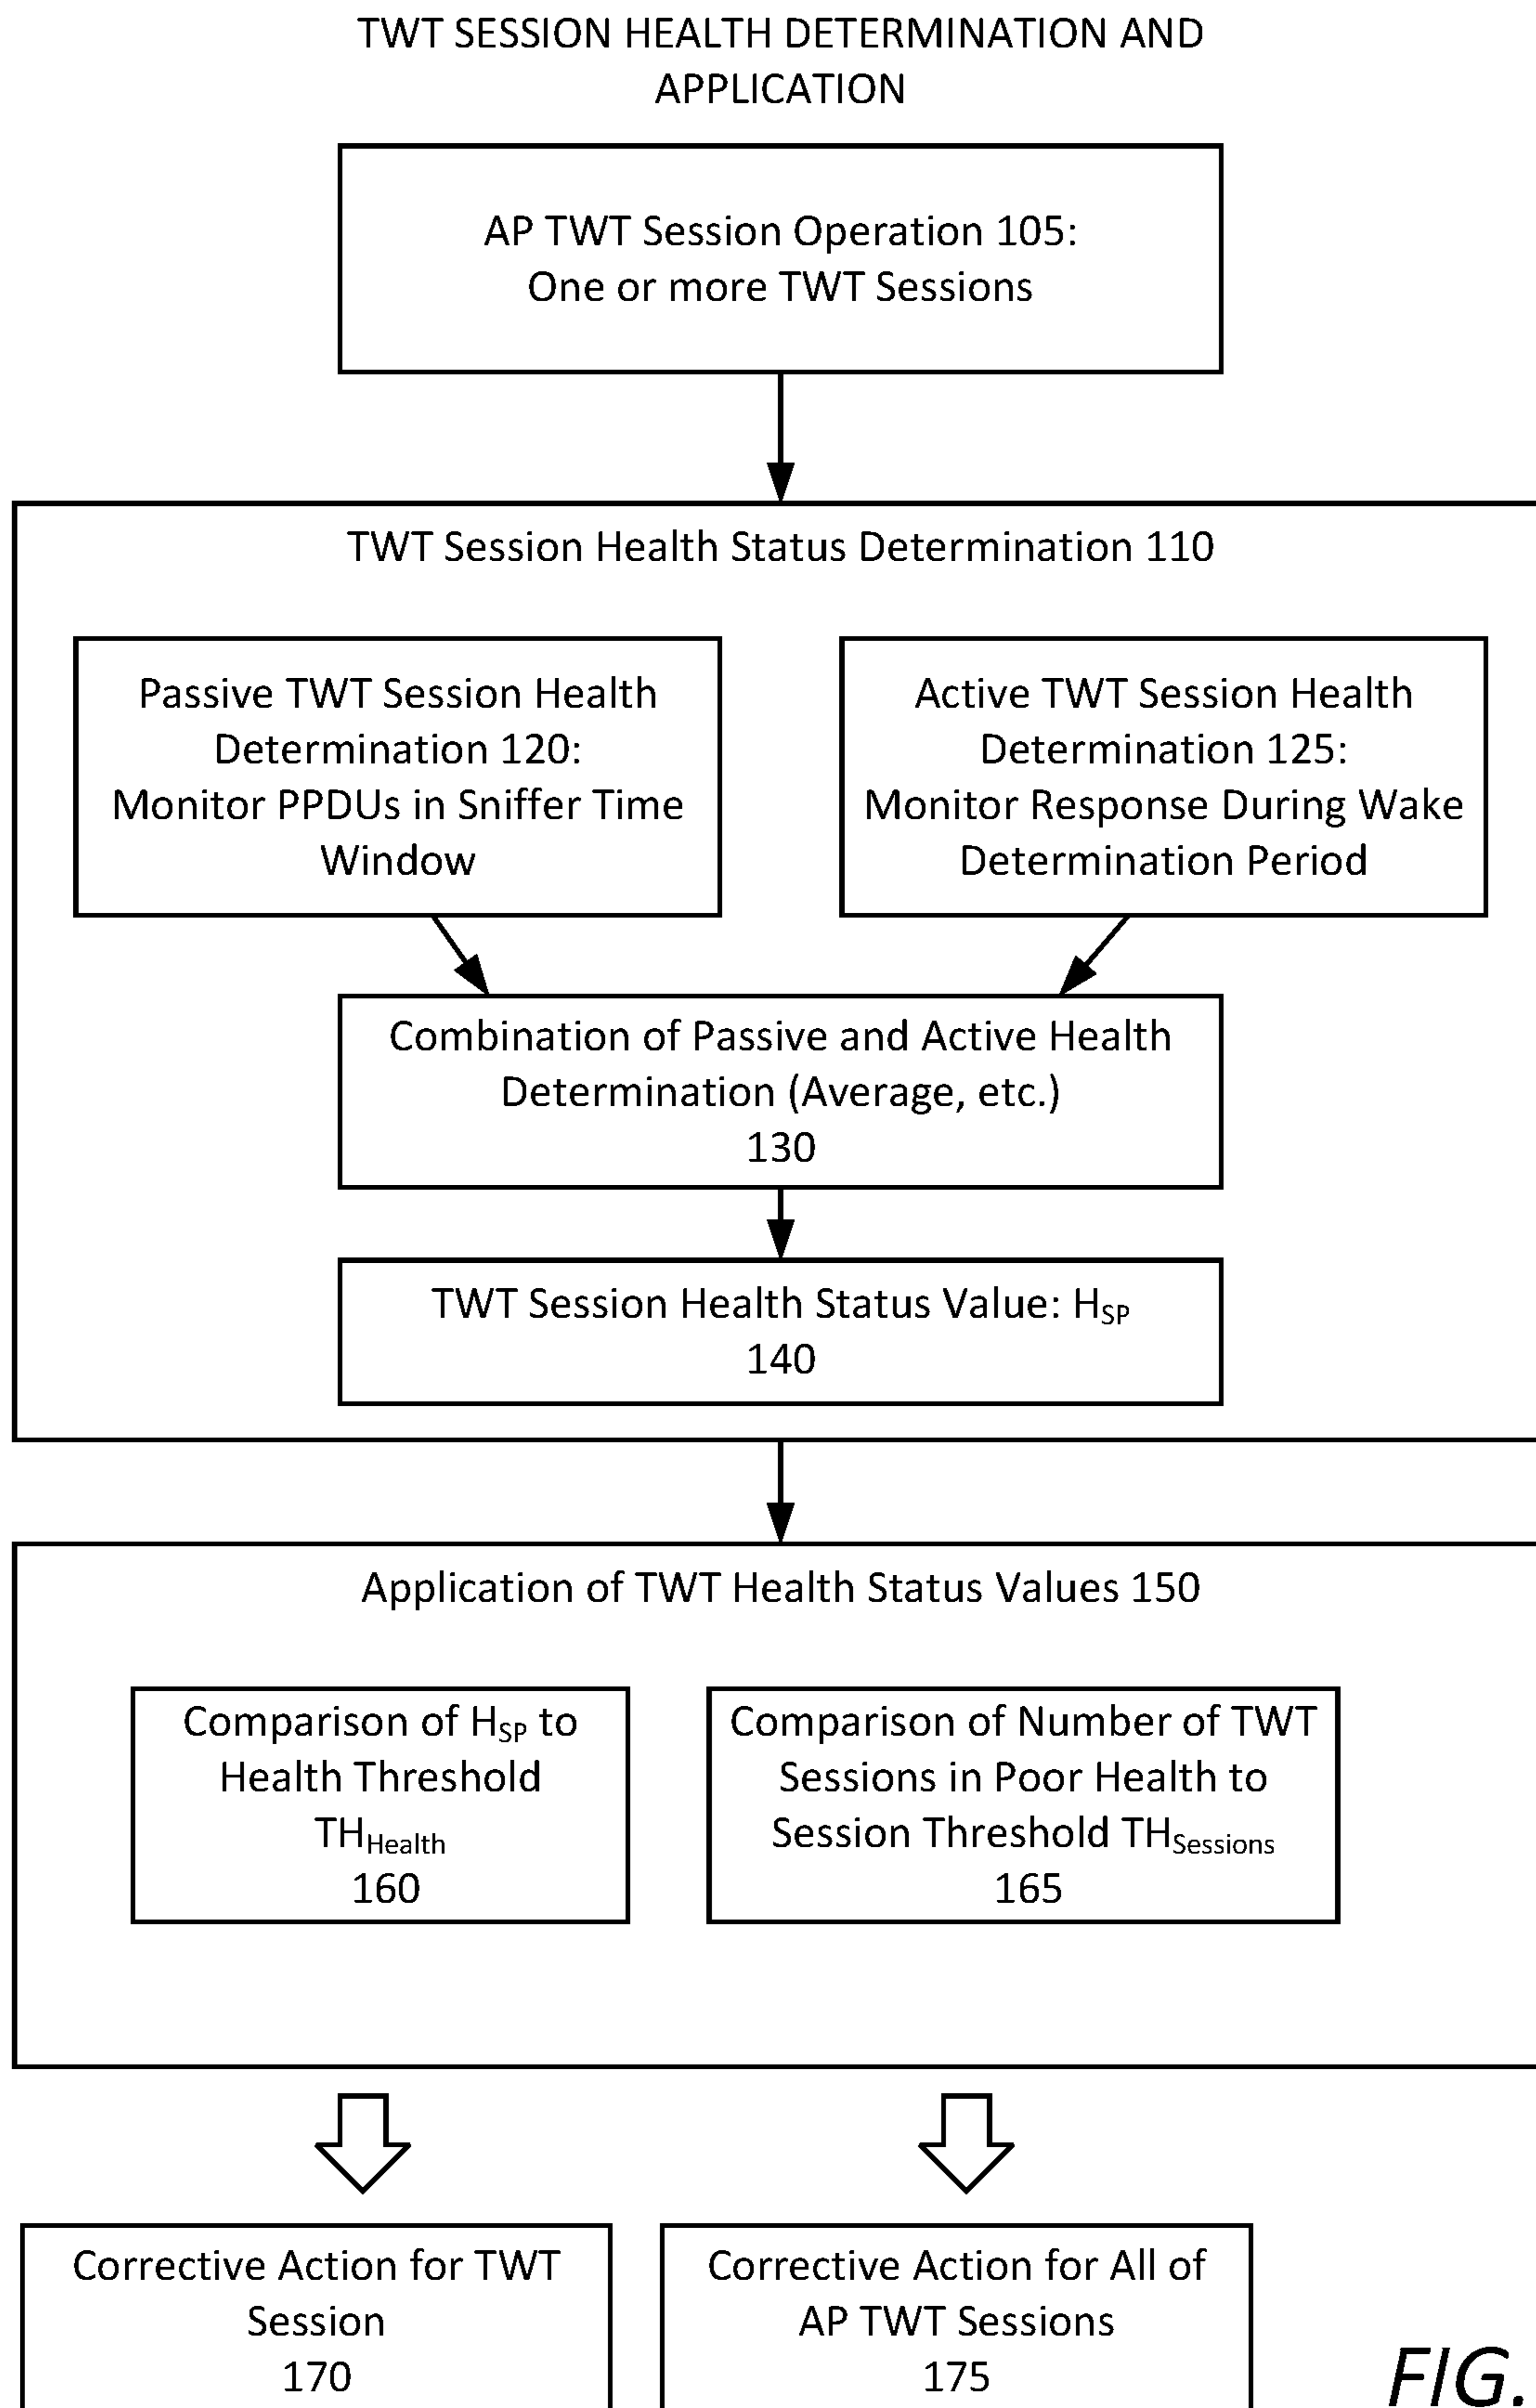 TWT SESSION HEALTH DETERMINATION AND
APPLICATION
AP TWT Session Operation 105:
One or more TWT Sessions
TWT Session Health Status Determination 110
Passive TWT Session Health
Determination 120:
Monitor PPDUs in Sniffer Time
Window
Active TWT Session Health
Determination 125:
Monitor Response During Wake
Determination Period
Combination of Passive and Active Health
Determination (Average, etc.)
130
TWT Session Health Status Value: HSP
140
Application of TWT Health Status Values 150
Comparison of HSP to
Health Threshold
THHealth
160
Comparison of Number of TWT
Sessions in Poor Health to
Session Threshold THSessions
165
Corrective Action for TWT
Session
170
Corrective Action for All of
AP TWT Sessions
175
FIG.